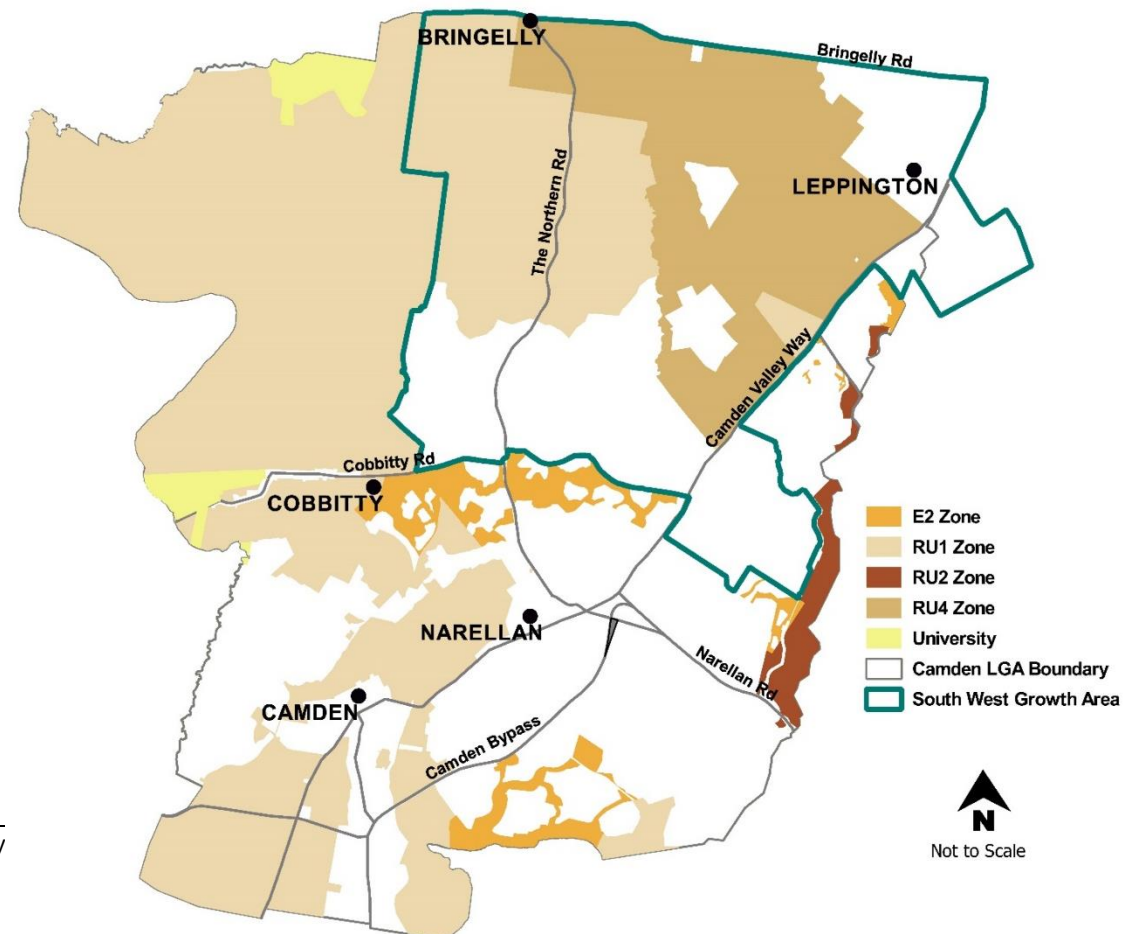 BRINGELLY
Bringelly Rd
LEPPINGTON
The Northern Rd
Camden Valley Way
Cobbitty Rd
COBBITTY
E2 Zone
RU1 Zone
RU2 Zone
RU4 Zone
University
Camden LGA Boundary
South West Growth Area
NARELLAN
Narellan Rd
CAMDEN
Camden Bypass
N
Not to Scale